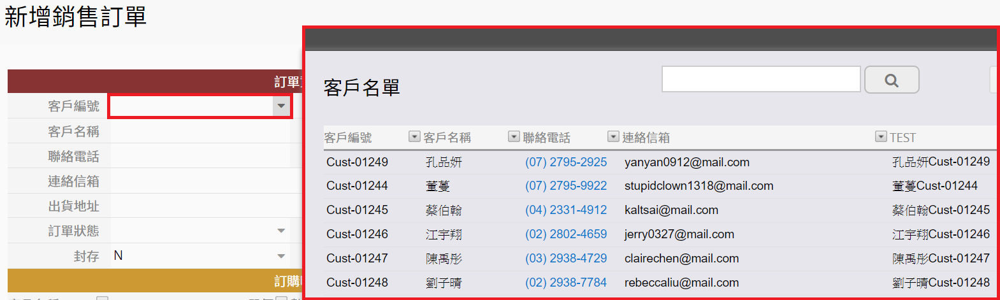 新增銷售訂單
訂單
客戶編號
客戶名稱
聯絡電話
連絡信箱
出貨地址
訂單狀態
封存 N
訂購
客戶名單
客戶編號 客戶名稱 聯絡電話 連絡信箱 TEST
Cust-01249 孔品妍 (07) 2795-2925 yanyan0912@mail.com 孔品妍Cust-01249
Cust-01244 董蔓 (07) 2795-9922 stupidclown1318@mail.com 董蔓Cust-01244
Cust-01245 蔡伯翰 (04) 2331-4912 kaltsai@mail.com 蔡伯翰Cust-01245
Cust-01246 江宇翔 (02) 2802-4659 jerry0327@mail.com 江宇翔Cust-01246
Cust-01247 陳禹彤 (03) 2938-4729 clairechen@mail.com 陳禹彤Cust-01247
Cust-01248 劉子晴 (02) 2938-7784 rebeccaliu@mail.com 劉子晴Cust-01248